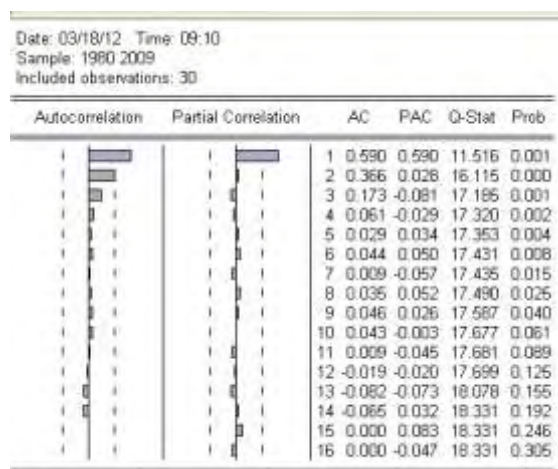 Date: 03/18/12 Time: 09:10
Sample: 1980 2009
Included observations: 30
Autocorrelation Partial Correlation AC PAC Q-Stat Prob
1 0.590 0.590 11.516 0.001
2 0.366 0.028 16.115 0.000
3 0.173 -0.081 17.185 0.001
4 0.061 -0.029 17.320 0.002
5 0.029 0.034 17.353 0.004
6 0.044 0.050 17.431 0.008
7 0.009 -0.057 17.435 0.015
8 0.035 0.052 17.490 0.025
9 0.046 0.026 17.587 0.040
10 0.043 -0.003 17.677 0.061
11 0.009 -0.045 17.681 0.089
12 -0.019 -0.020 17.699 0.125
13 -0.082 -0.073 18.078 0.155
14 -0.065 0.032 18.331 0.192
15 0.000 0.083 18.331 0.246
16 0.000 -0.047 18.331 0.305